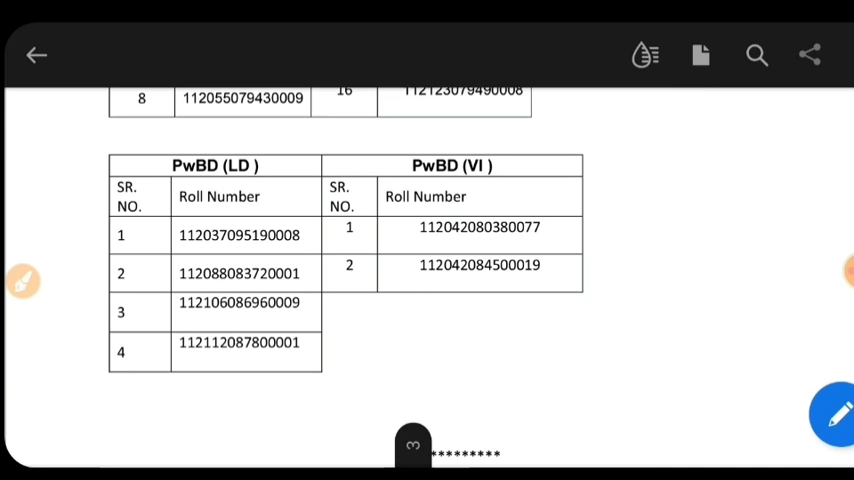 8 112055079430009 16 112123079490008
PwBD (LD ) PwBD (VI )
SR. NO. Roll Number SR. NO. Roll Number
1 112037095190008 1 112042080380077
2 112088083720001 2 112042084500019
3 112106086960009
4 112112087800001
3
*********